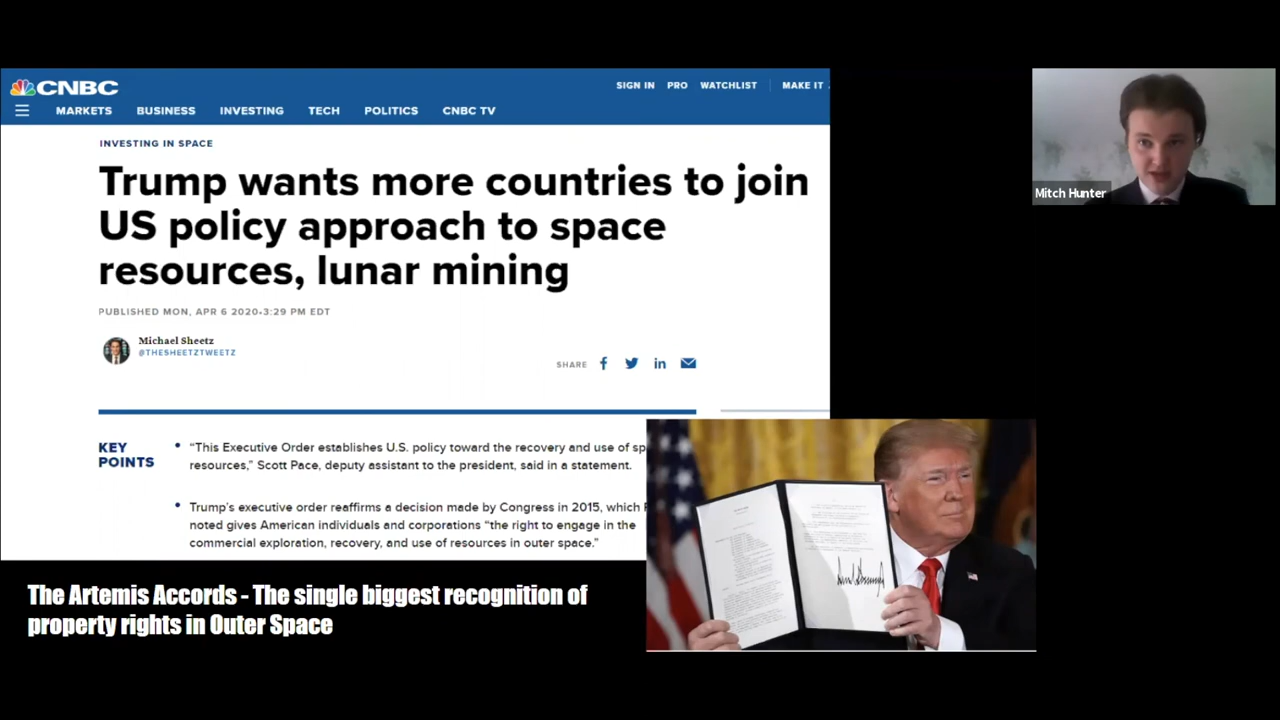 CNBC
SIGN IN PRO WATCHLIST MAKE IT
MARKETS BUSINESS INVESTING TECH POLITICS CNBC TV
INVESTING IN SPACE
Trump wants more countries to join
US policy approach to space
resources, lunar mining
PUBLISHED MON, APR 6 2020•3:29 PM EDT
Michael Sheetz
@THESHEETZTWEETZ
SHARE
KEY
POINTS
• “This Executive Order establishes U.S. policy toward the recovery and use of sp
resources,” Scott Pace, deputy assistant to the president, said in a statement.
• Trump’s executive order reaffirms a decision made by Congress in 2015, which
noted gives American individuals and corporations “the right to engage in the
commercial exploration, recovery, and use of resources in outer space.”
The Artemis Accords - The single biggest recognition of
property rights in Outer Space
Mitch Hunter